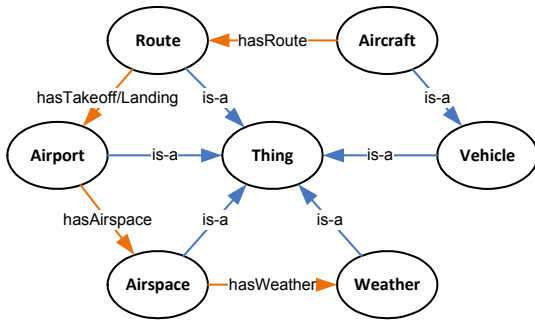 Route hasRoute Aircraft
hasTakeoff/Landing is-a is-a
Airport is-a Thing is-a Vehicle
hasAirspace is-a is-a
Airspace hasWeather Weather